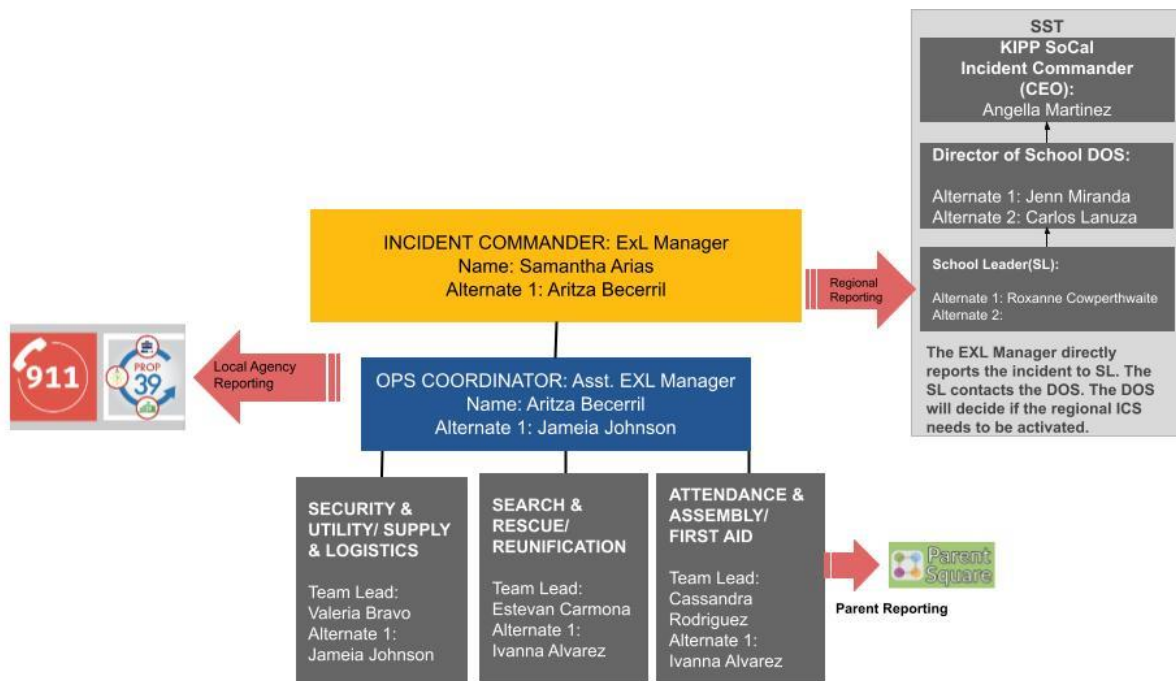 SST
KIPP SoCal
Incident Commander
(CEO):
Angella Martinez
Director of School DOS:
Alternate 1: Jenn Miranda
Alternate 2: Carlos Lanuza
School Leader(SL):
Alternate 1: Roxanne Cowperthwaite
Alternate 2:
The EXL Manager directly
reports the incident to SL. The
SL contacts the DOS. The DOS
will decide if the regional ICS
needs to be activated.
INCIDENT COMMANDER: ExL Manager
Name: Samantha Arias
Alternate 1: Aritza Becerril
Regional
Reporting
911
PROP
39
Local Agency
Reporting
OPS COORDINATOR: Asst. EXL Manager
Name: Aritza Becerril
Alternate 1: Jameia Johnson
SECURITY &
UTILITY/ SUPPLY
& LOGISTICS
Team Lead:
Valeria Bravo
Alternate 1:
Jameia Johnson
SEARCH &
RESCUE/
REUNIFICATION
Team Lead:
Estevan Carmona
Alternate 1:
Ivanna Alvarez
ATTENDANCE &
ASSEMBLY/
FIRST AID
Team Lead:
Cassandra
Rodriguez
Alternate 1:
Ivanna Alvarez
Parent
Square
Parent Reporting